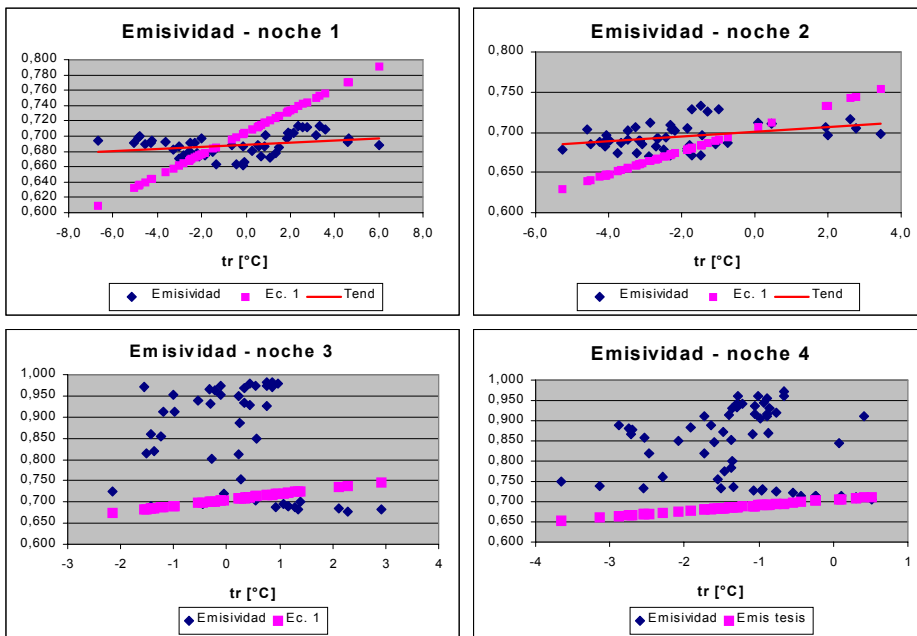 Emisividad - noche 1
0,800
0,780
0,760
0,740
0,720
0,700
0,680
0,660
0,640
0,620
0,600
-8,0 -6,0 -4,0 -2,0 0,0 2,0 4,0 6,0 8,0
tr [°C]
Emisividad Ec. 1 Tend
Emisividad - noche 2
0,800
0,750
0,700
0,650
0,600
-6,0 -4,0 -2,0 0,0 2,0 4,0
tr [°C]
Emisividad Ec. 1 Tend
Emisividad - noche 3
1,000
0,950
0,900
0,850
0,800
0,750
0,700
0,650
0,600
-3 -2 -1 0 1 2 3
tr [°C]
Emisividad Ec. 1
Emisividad - noche 4
1,000
0,950
0,900
0,850
0,800
0,750
0,700
0,650
0,600
-4 -3 -2 -1 0 1
tr [°C]
Emisividad Emis tesis